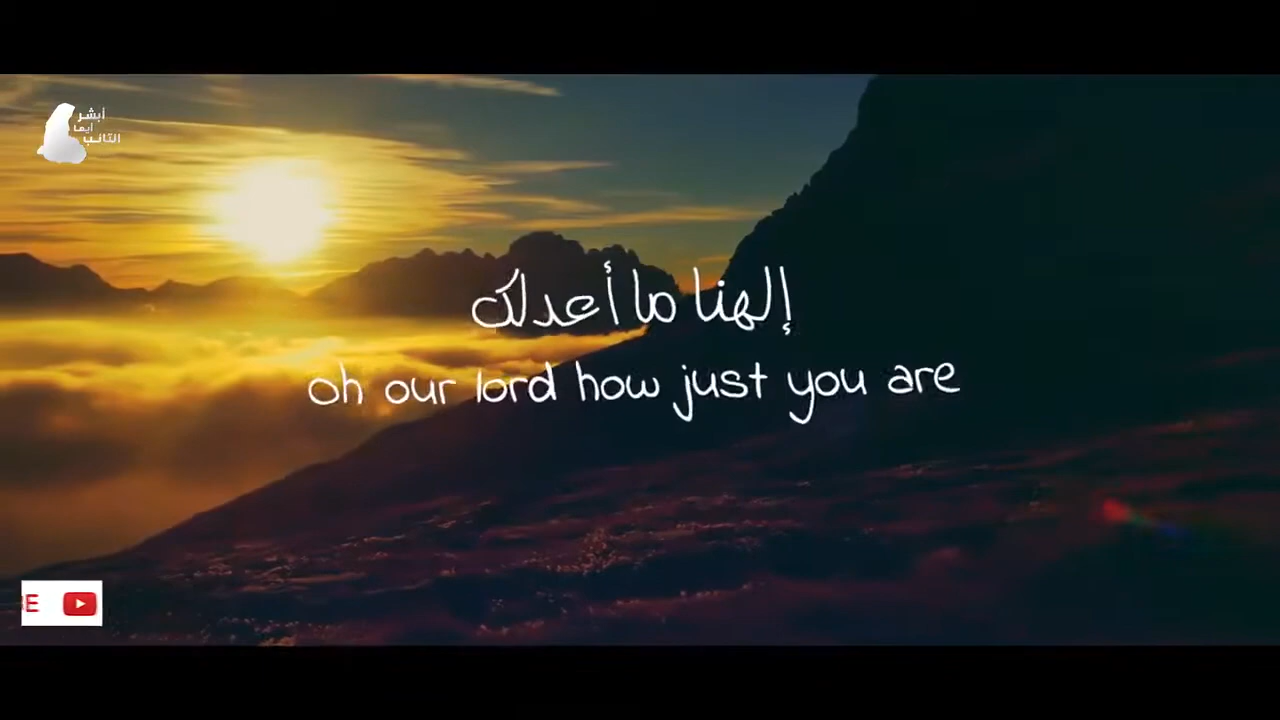 أبشر
أيها
التائب
إلهنا ما أعدلك
oh our lord how just you are
E